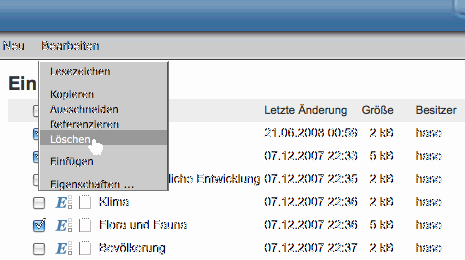 Neu Bearbeiten
Lesezeichen
Ein
Kopieren
Ausschneiden Letzte Änderung Größe Besitzer
Referenzieren
21.06.2008 00:56 2 kB hase
Löschen
07.12.2007 22:33 5 kB hase
Einfügen
liche Entwicklung 07.12.2007 22:35 2 kB hase
Eigenschaften ...
E Klima 07.12.2007 22:36 2 kB hase
E Flora und Fauna 07.12.2007 22:36 5 kB hase
E Bevölkerung 07.12.2007 22:37 2 kB hase